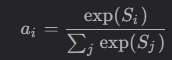 a_i = \frac{\exp(S_i)}{\sum_j \exp(S_j)}